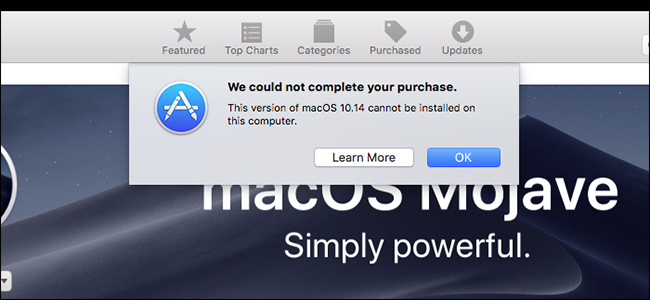 Featured Top Charts Categories Purchased Updates
We could not complete your purchase.
This version of macOS 10.14 cannot be installed on
this computer.
Learn More OK
macOS Mojave
Simply powerful.